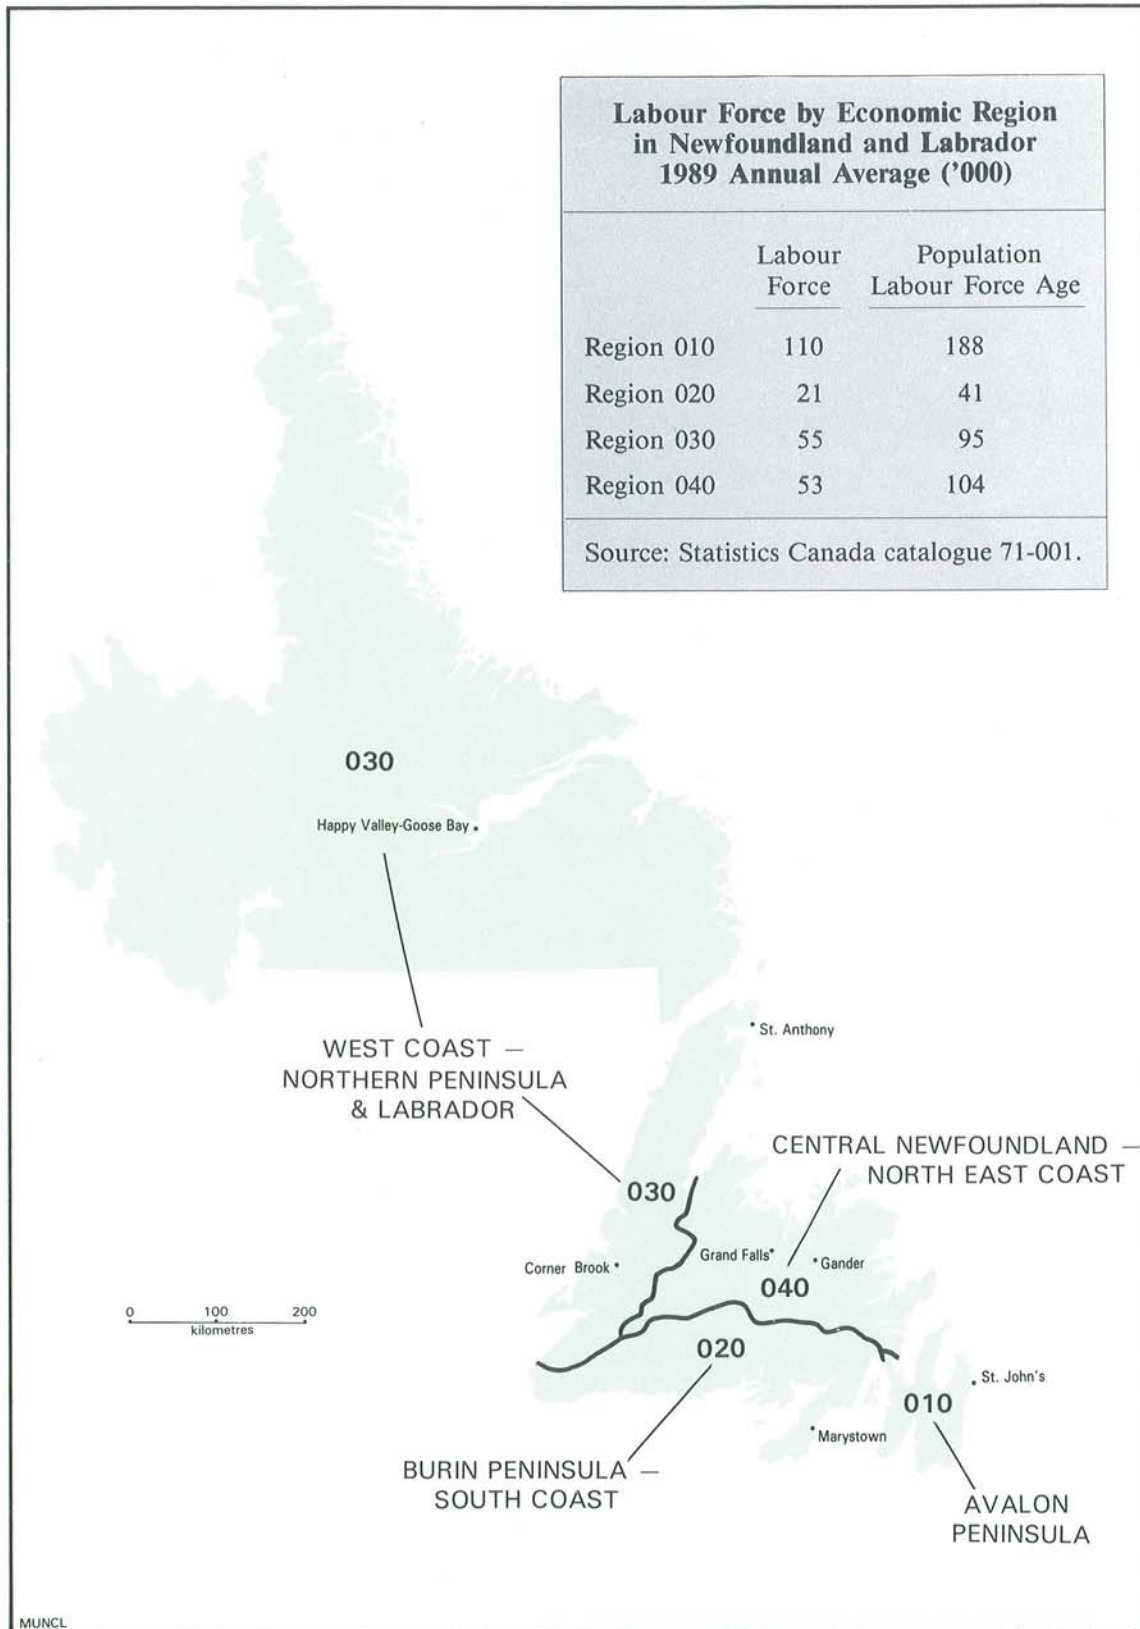 Labour Force by Economic Region
in Newfoundland and Labrador
1989 Annual Average ('000)
Labour Population
Force Labour Force Age
Region 010 110 188
Region 020 21 41
Region 030 55 95
Region 040 53 104
Source: Statistics Canada catalogue 71-001.
030
Happy Valley-Goose Bay
St. Anthony
WEST COAST —
NORTHERN PENINSULA
& LABRADOR
CENTRAL NEWFOUNDLAND —
NORTH EAST COAST
030
Grand Falls
Gander
Corner Brook
040
0 100 200
kilometres
020
St. John's
010
Marystown
BURIN PENINSULA —
SOUTH COAST
AVALON
PENINSULA
MUNCL